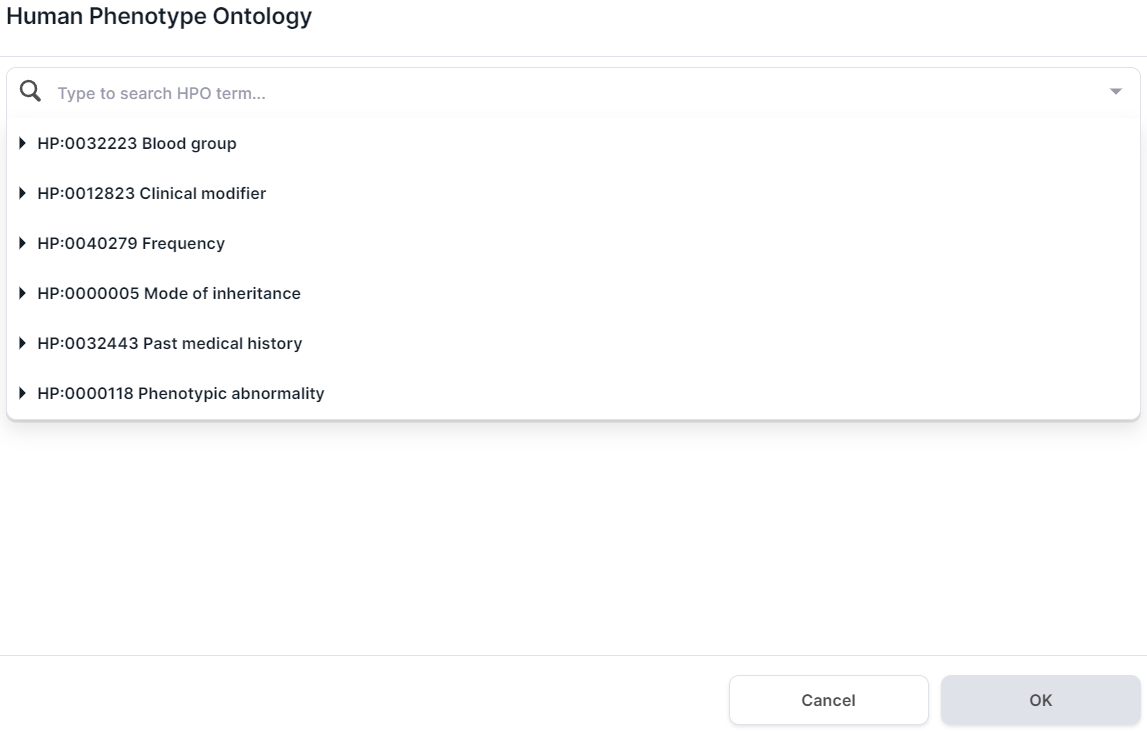 Human Phenotype Ontology
Type to search HPO term...
HP:0032223 Blood group
HP:0012823 Clinical modifier
HP:0040279 Frequency
HP:0000005 Mode of inheritance
HP:0032443 Past medical history
HP:0000118 Phenotypic abnormality
Cancel
OK